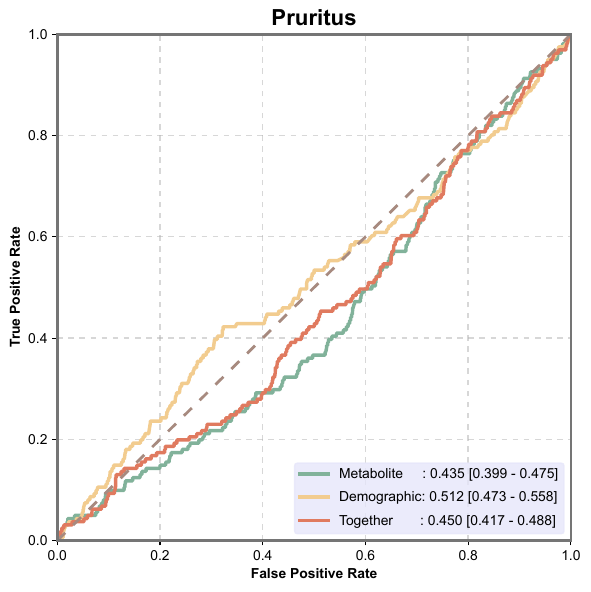 Pruritus
True Positive Rate
1.0
0.8
0.6
0.4
0.2
0.0
Metabolite : 0.435 [0.399 - 0.475]
Demographic: 0.512 [0.473 - 0.558]
Together : 0.450 [0.417 - 0.488]
0.0 0.2 0.4 0.6 0.8 1.0
False Positive Rate